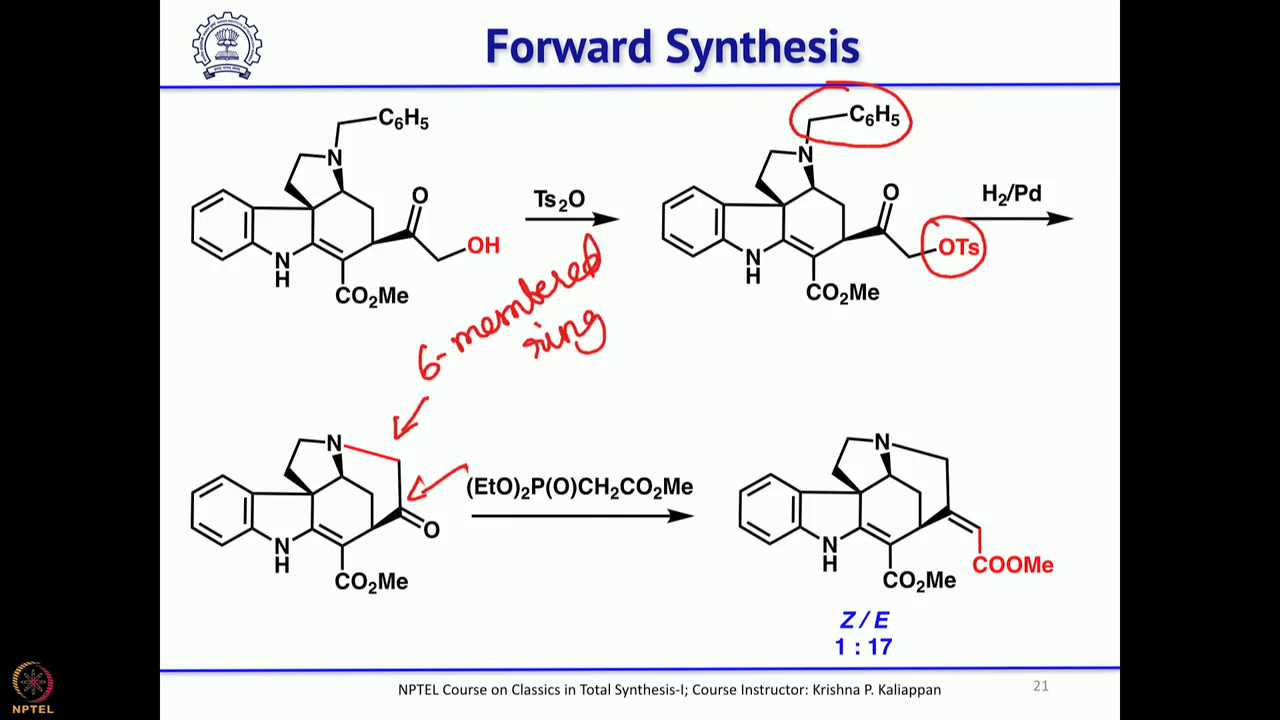 Forward Synthesis
C6H5
N
O
OH
N
H
CO2Me
Ts2O
C6H5
N
O
OTs
N
H
CO2Me
H2/Pd
6-membered
ring
N
O
N
H
CO2Me
(EtO)2P(O)CH2CO2Me
N
N
H
CO2Me
COOMe
Z / E
1 : 17
NPTEL
NPTEL Course on Classics in Total Synthesis-I; Course Instructor: Krishna P. Kaliappan
21